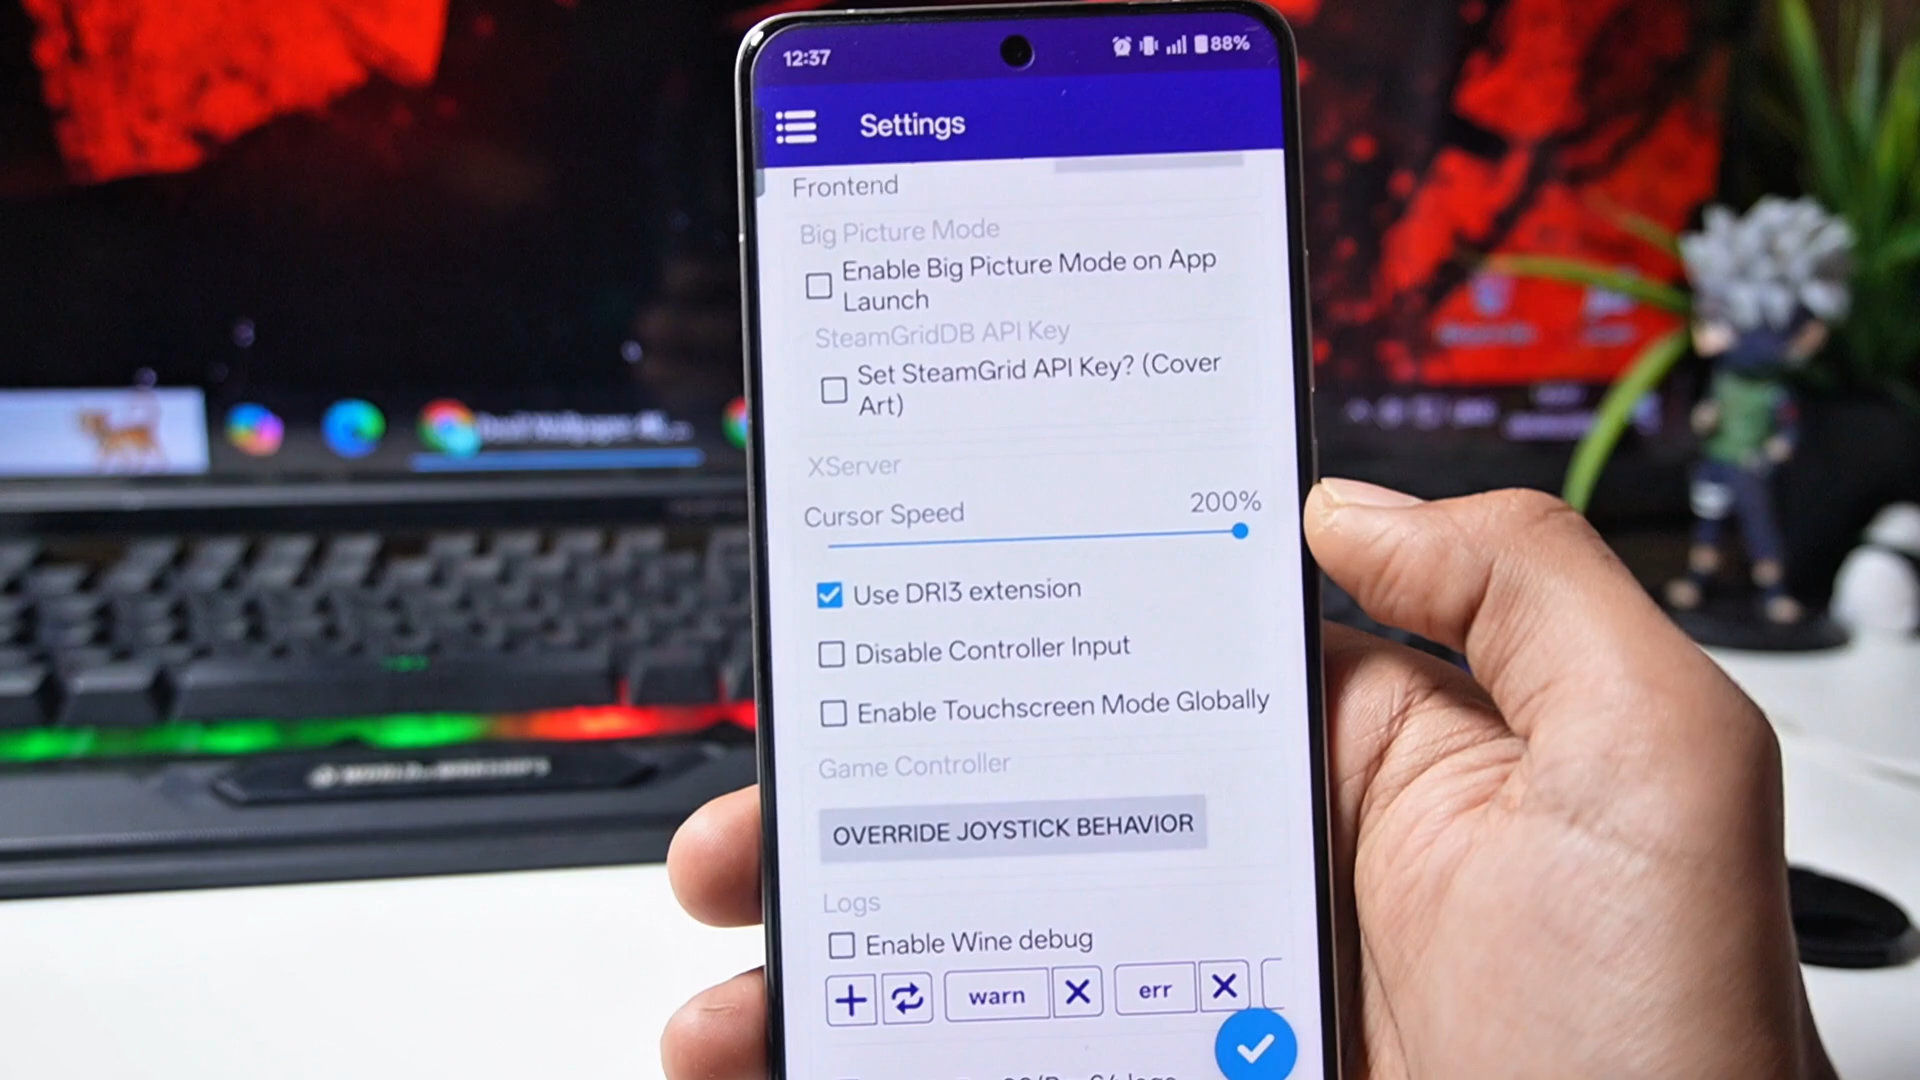 12:37
88%
Settings
Frontend
Big Picture Mode
Enable Big Picture Mode on App
Launch
SteamGridDB API Key
Set SteamGrid API Key? (Cover
Art)
XServer
Cursor Speed
200%
Use DRI3 extension
Disable Controller Input
Enable Touchscreen Mode Globally
Game Controller
OVERRIDE JOYSTICK BEHAVIOR
Logs
Enable Wine debug
warn
err